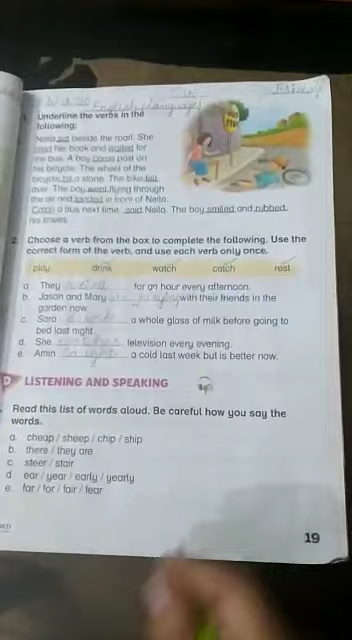 English (language)
Friday
1. Underline the verbs in the
following:
Naila sat beside the road. She
read her book and waited for
the bus. A boy came past on
his bicycle. The wheel of the
bicycle hit a stone. The bike fell
over. The boy went flying through
the air and landed in front of Naila.
Catch a bus next time, said Naila. The boy smiled and rubbed
his knees.
2. Choose a verb from the box to complete the following. Use the
correct form of the verb, and use each verb only once.
play drink watch catch rest
a. They for an hour every afternoon.
b. Jason and Mary are playing with their friends in the
garden now.
c. Sara a whole glass of milk before going to
bed last night.
d. She watches television every evening.
e. Amin caught a cold last week but is better now.
D LISTENING AND SPEAKING
Read this list of words aloud. Be careful how you say the
words.
a. cheap / sheep / chip / ship
b. there / they are
c. steer / stair
d. ear / year / early / yearly
e. far / for / fair / fear
19